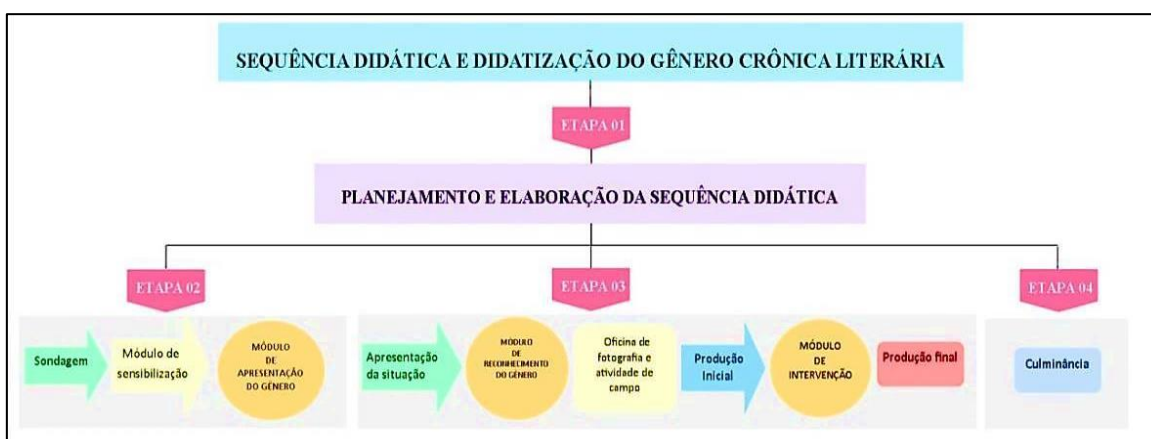 SEQUÊNCIA DIDÁTICA E DIDATIZAÇÃO DO GÊNERO CRÔNICA LITERÁRIA
ETAPA 01
PLANEJAMENTO E ELABORAÇÃO DA SEQUÊNCIA DIDÁTICA
ETAPA 02
Sondagem
Módulo de
sensibilização
MÓDULO
DE
APRESENTAÇÃO
DO GÊNERO
ETAPA 03
Apresentação
da situação
MÓDULO
DE
RECONHECIMENTO
DO GÊNERO
Oficina de
fotografia e
atividade de
campo
Produção
Inicial
MÓDULO
DE
INTERVENÇÃO
Produção final
ETAPA 04
Culminância